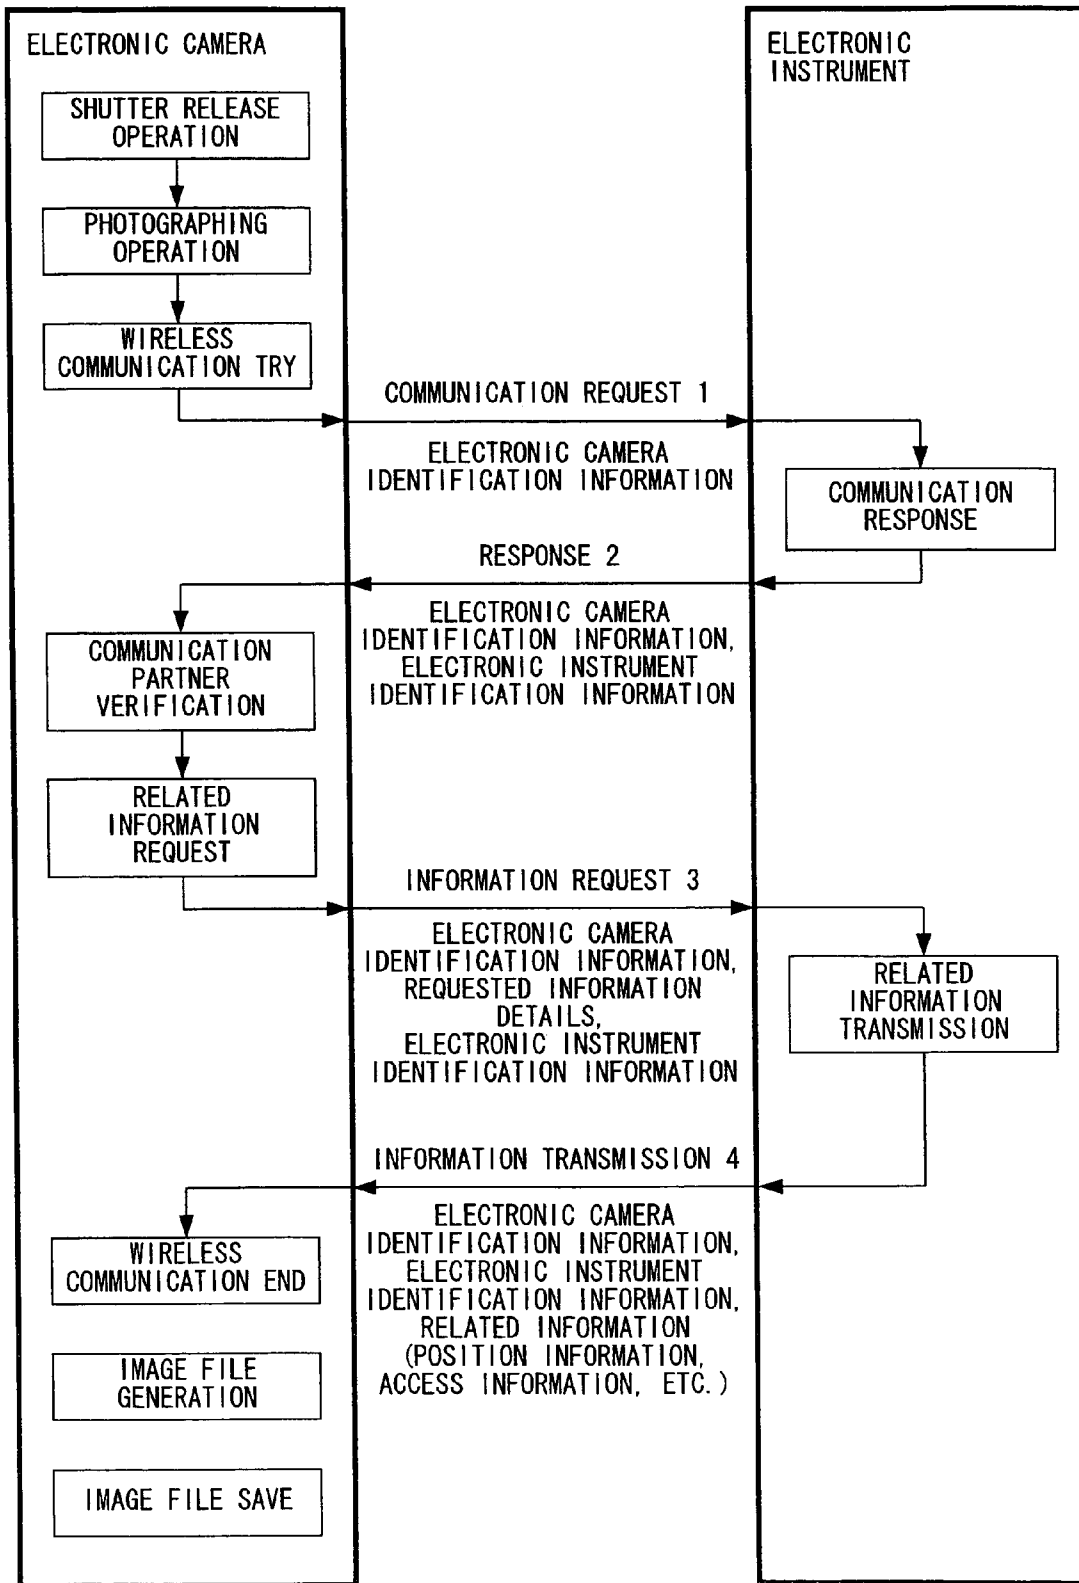 ELECTRONIC CAMERA
ELECTRONIC
INSTRUMENT
SHUTTER RELEASE
OPERATION
PHOTOGRAPHING
OPERATION
WIRELESS
COMMUNICATION TRY
COMMUNICATION REQUEST 1
ELECTRONIC CAMERA
IDENTIFICATION INFORMATION
COMMUNICATION
RESPONSE
RESPONSE 2
ELECTRONIC CAMERA
IDENTIFICATION INFORMATION,
ELECTRONIC INSTRUMENT
IDENTIFICATION INFORMATION
COMMUNICATION
PARTNER
VERIFICATION
RELATED
INFORMATION
REQUEST
INFORMATION REQUEST 3
ELECTRONIC CAMERA
IDENTIFICATION INFORMATION,
REQUESTED INFORMATION
DETAILS,
ELECTRONIC INSTRUMENT
IDENTIFICATION INFORMATION
RELATED
INFORMATION
TRANSMISSION
INFORMATION TRANSMISSION 4
ELECTRONIC CAMERA
IDENTIFICATION INFORMATION,
ELECTRONIC INSTRUMENT
IDENTIFICATION INFORMATION,
RELATED INFORMATION
(POSITION INFORMATION,
ACCESS INFORMATION, ETC.)
WIRELESS
COMMUNICATION END
IMAGE FILE
GENERATION
IMAGE FILE SAVE